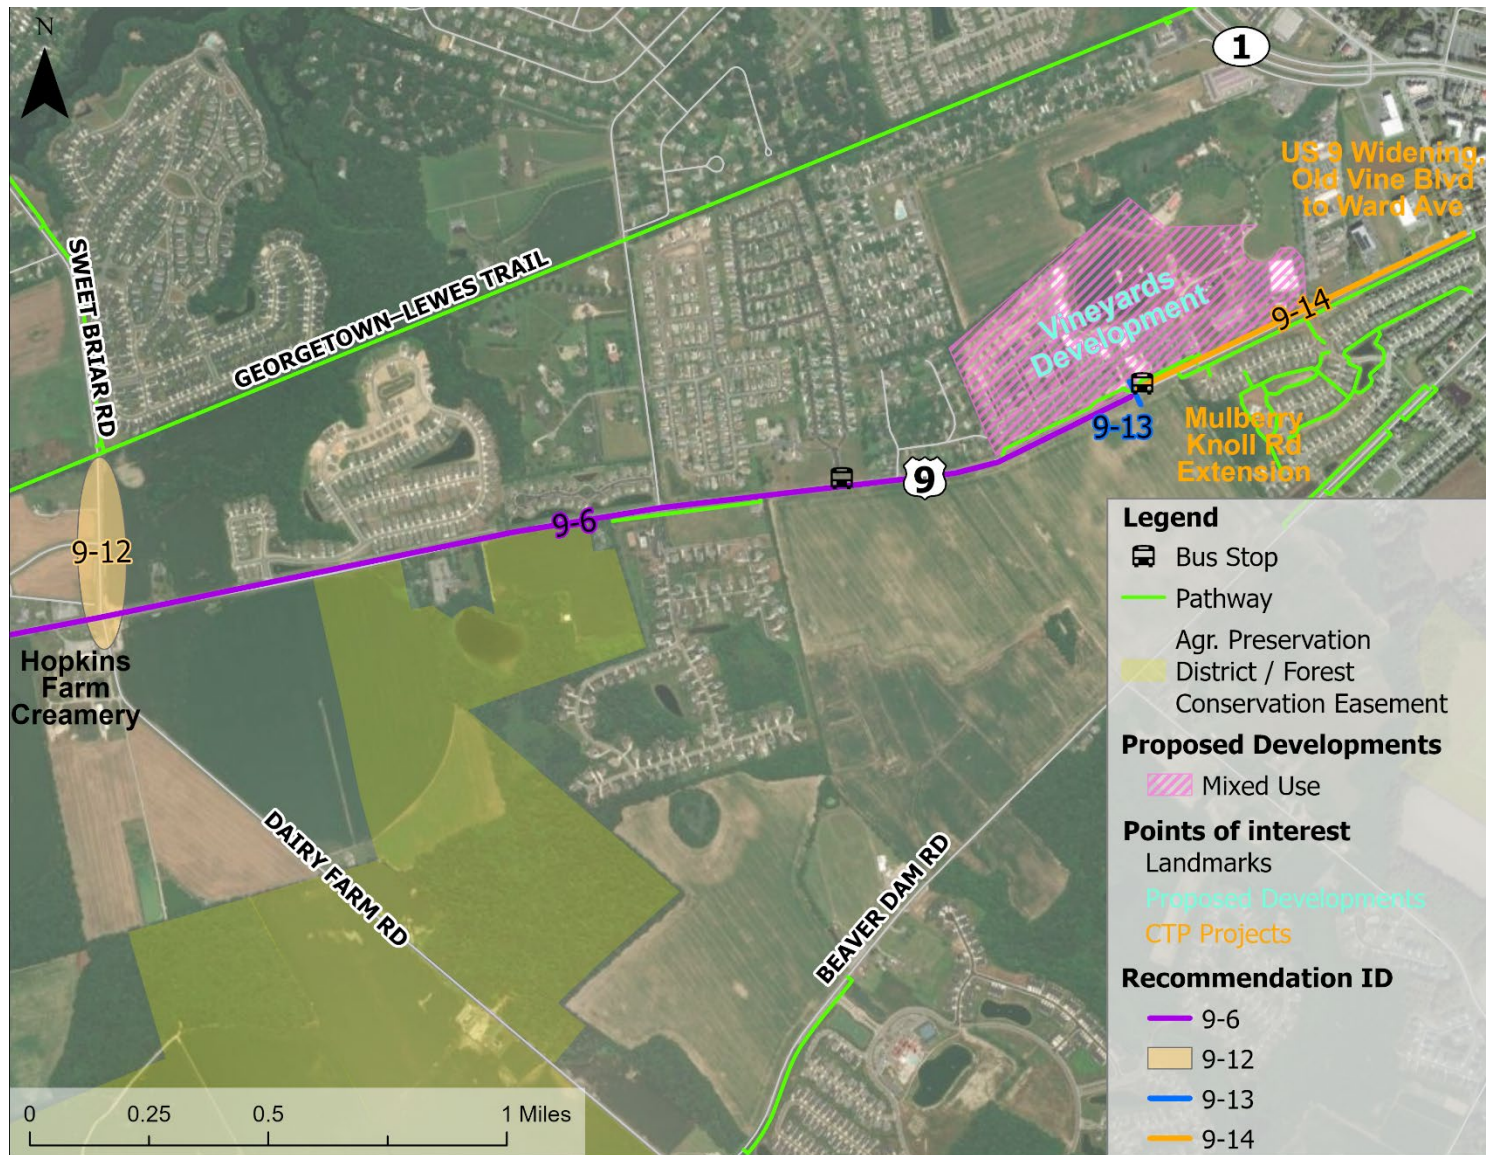 N
1
US 9 Widening,
Old Vine Blvd
to Ward Ave
SWEET BRIAR RD
GEORGETOWN–LEWES TRAIL
Vineyards
Development
9-14
9-13
Mulberry
Knoll Rd
Extension
9
9-6
9-12
Hopkins
Farm
Creamery
DAIRY FARM RD
BEAVER DAM RD
Legend
Bus Stop
Pathway
Agr. Preservation
District / Forest
Conservation Easement
Proposed Developments
Mixed Use
Points of interest
Landmarks
Proposed Developments
CTP Projects
Recommendation ID
9-6
9-12
9-13
9-14
0 0.25 0.5 1 Miles